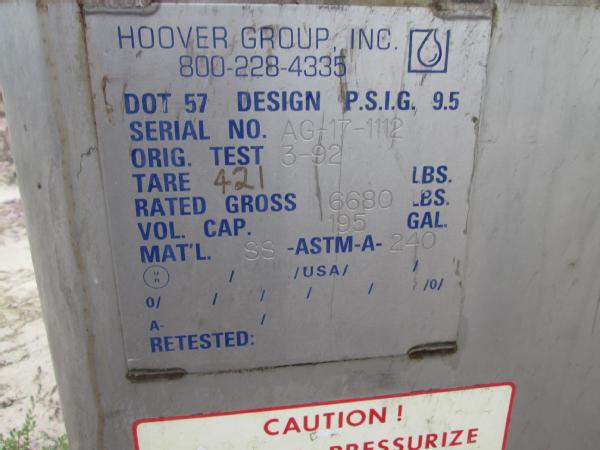 HOOVER GROUP, INC.
800-228-4335
DOT 57 DESIGN P.S.I.G. 9.5
SERIAL NO. AG-17-1112
ORIG. TEST 3-92
TARE 421 LBS.
RATED GROSS 6680 LBS.
VOL. CAP. 195 GAL.
MAT'L. SS -ASTM-A- 240
u n / / /USA/ /
0/ / / / / /0/
A- /
RETESTED:
CAUTION !
PRESSURIZE